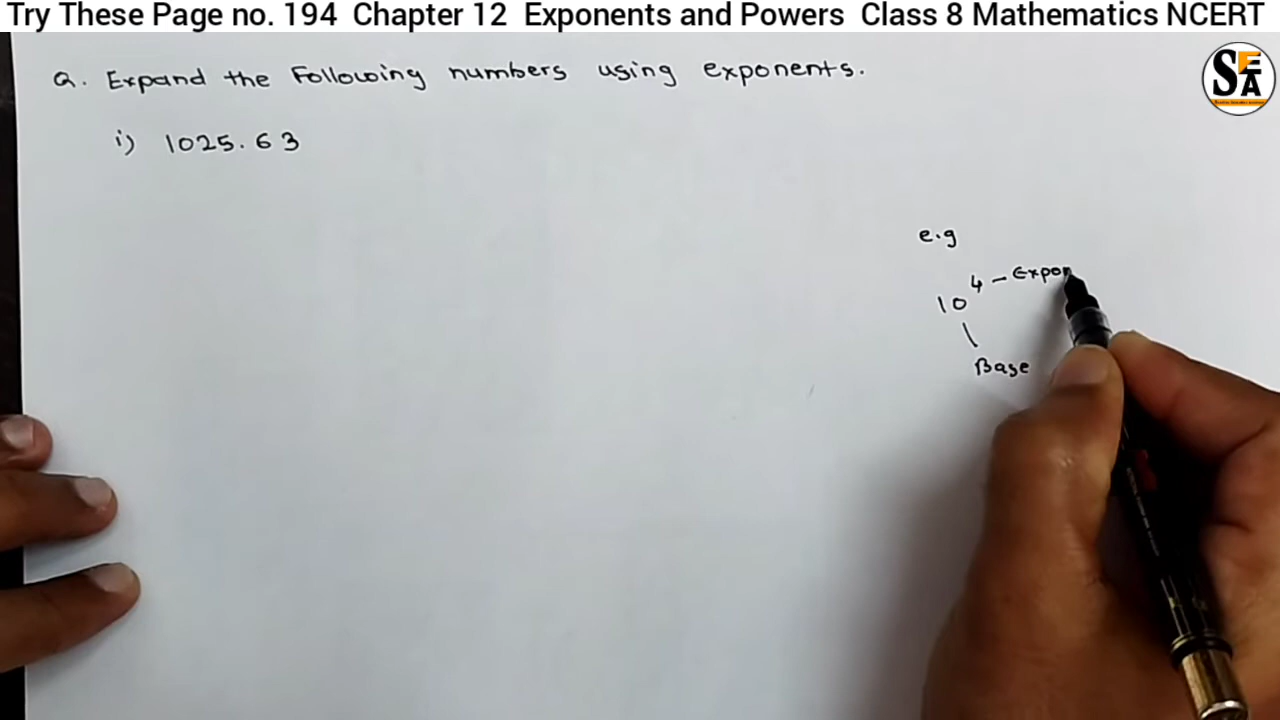 Try These Page no. 194 Chapter 12 Exponents and Powers Class 8 Mathematics NCERT
SEFA
Q. Expand the Following numbers using exponents.
i) 1025.63
e.g
4 – Expon
10
Base